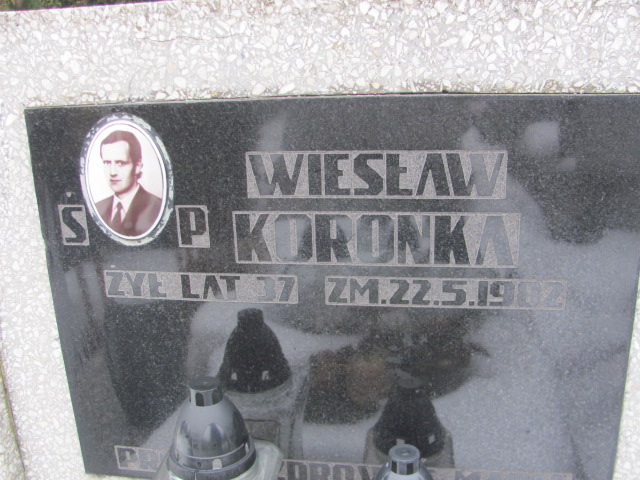 WIESŁAW
Ś P KORONKA
ŻYŁ LAT 37 ZM.22.5.1982